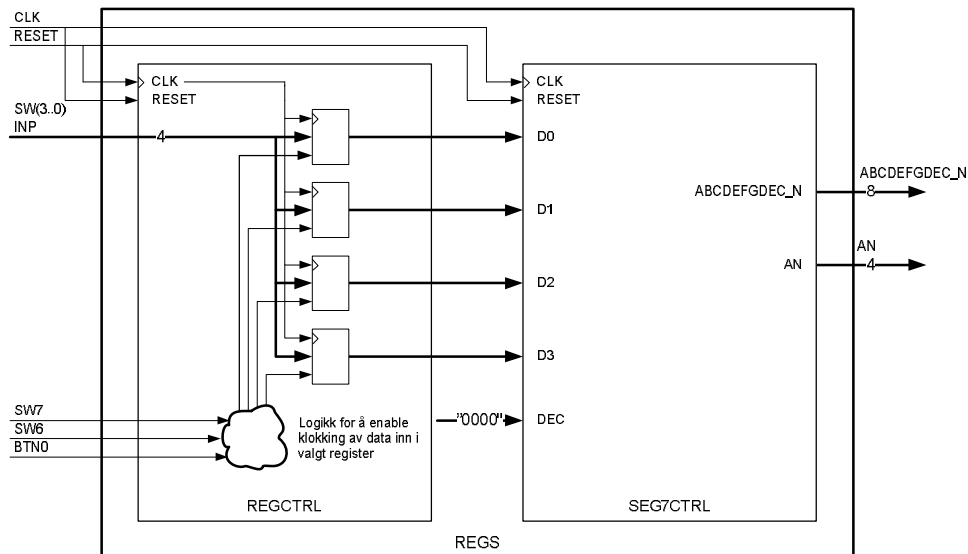 CLK
RESET
CLK
RESET
CLK
RESET
SW(3..0)
INP
4
D0
ABCDEFGDEC_N
ABCDEFGDEC_N
8
D1
AN
AN
4
D2
D3
SW7
SW6
BTN0
Logikk for å enable
klokking av data inn i
valgt register
"0000"
DEC
REGCTRL
SEG7CTRL
REGS